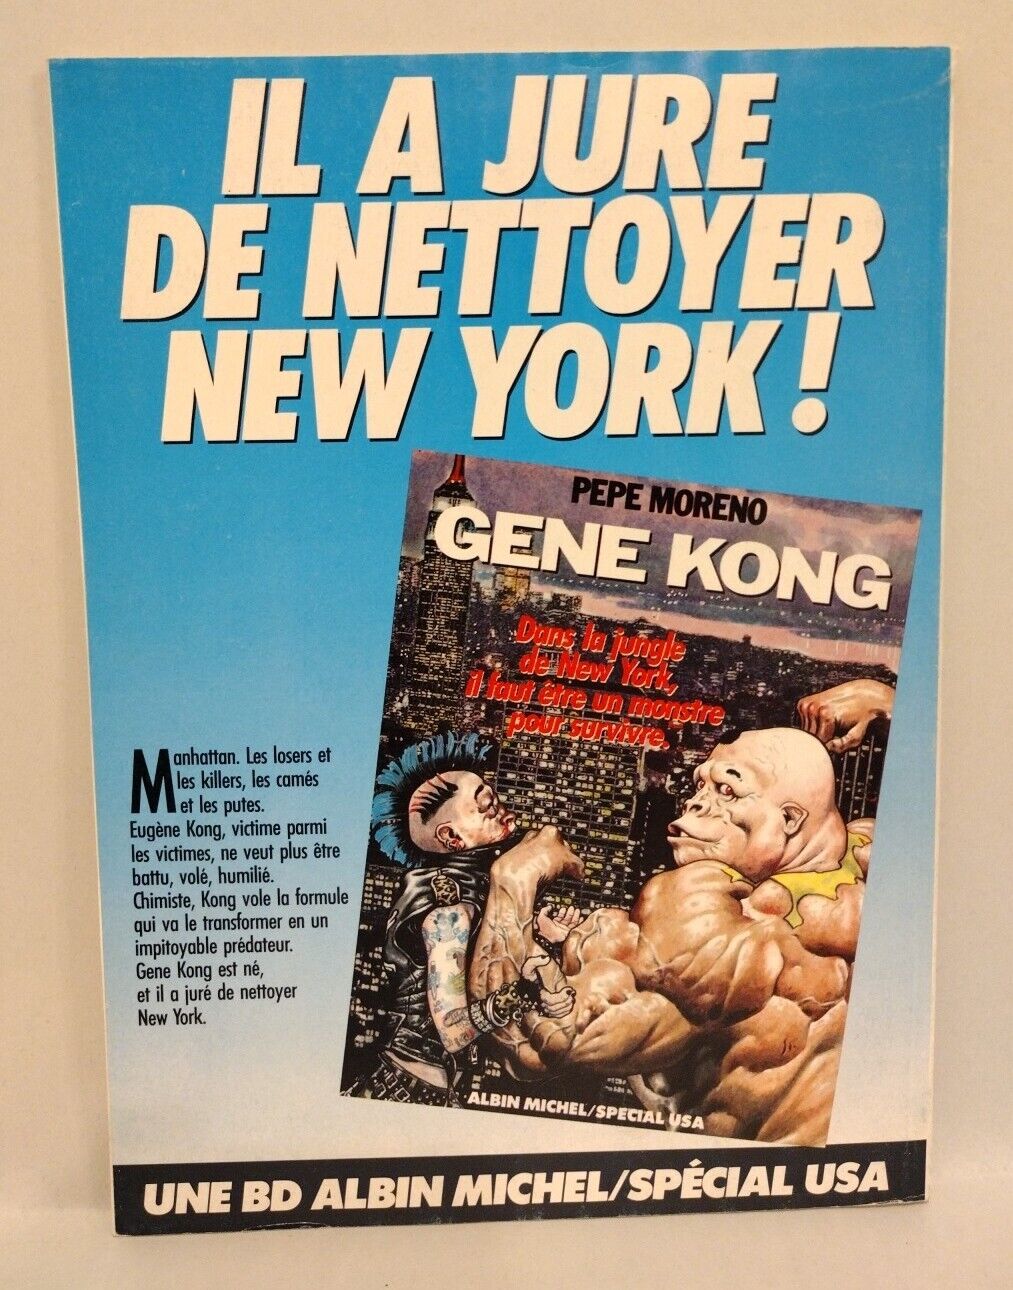 IL A JURE
DE NETTOYER
NEW YORK !
PEPE MORENO
GENE KONG
Dans la jungle
de New York,
il faut être un monstre
pour survivre.
Manhattan. Les losers et
les killers, les camés
et les putes.
Eugène Kong, victime parmi
les victimes, ne veut plus être
battu, volé, humilié.
Chimiste, Kong vole la formule
qui va le transformer en un
impitoyable prédateur.
Gene Kong est né,
et il a juré de nettoyer
New York.
ALBIN MICHEL/SPECIAL USA
UNE BD ALBIN MICHEL/SPÉCIAL USA